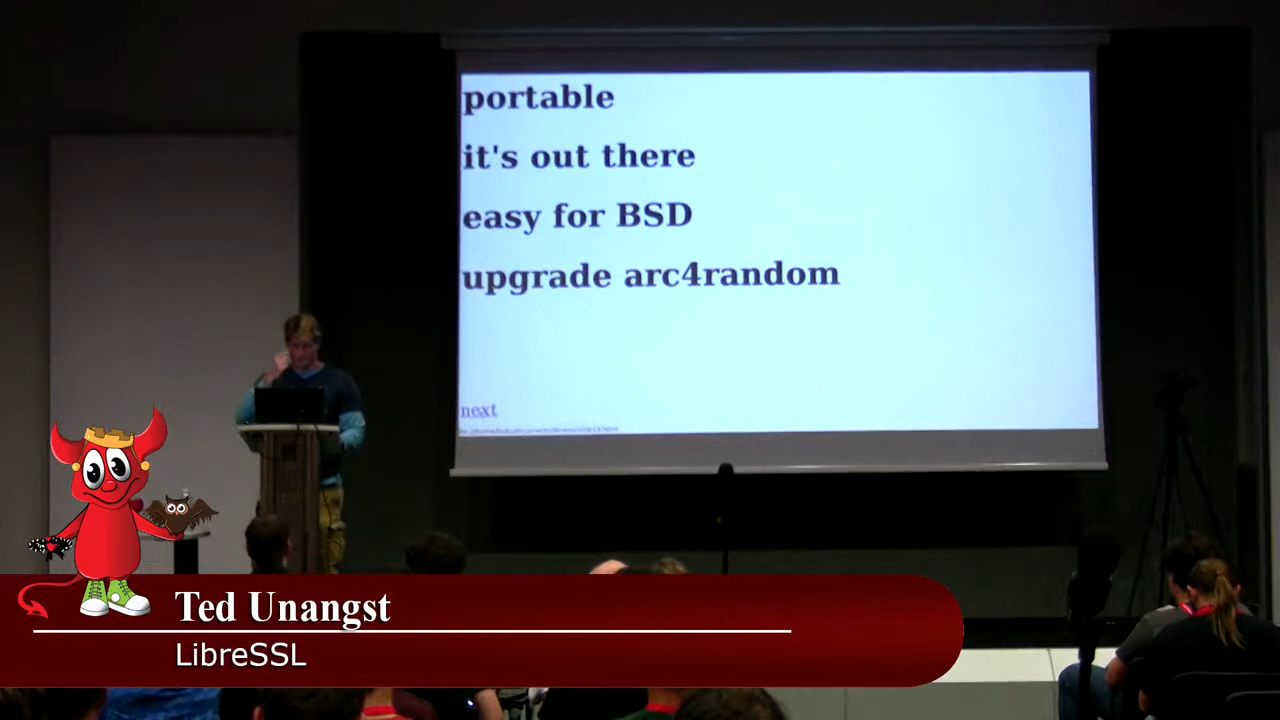 portable
it's out there
easy for BSD
upgrade arc4random
next
Ted Unangst
LibreSSL